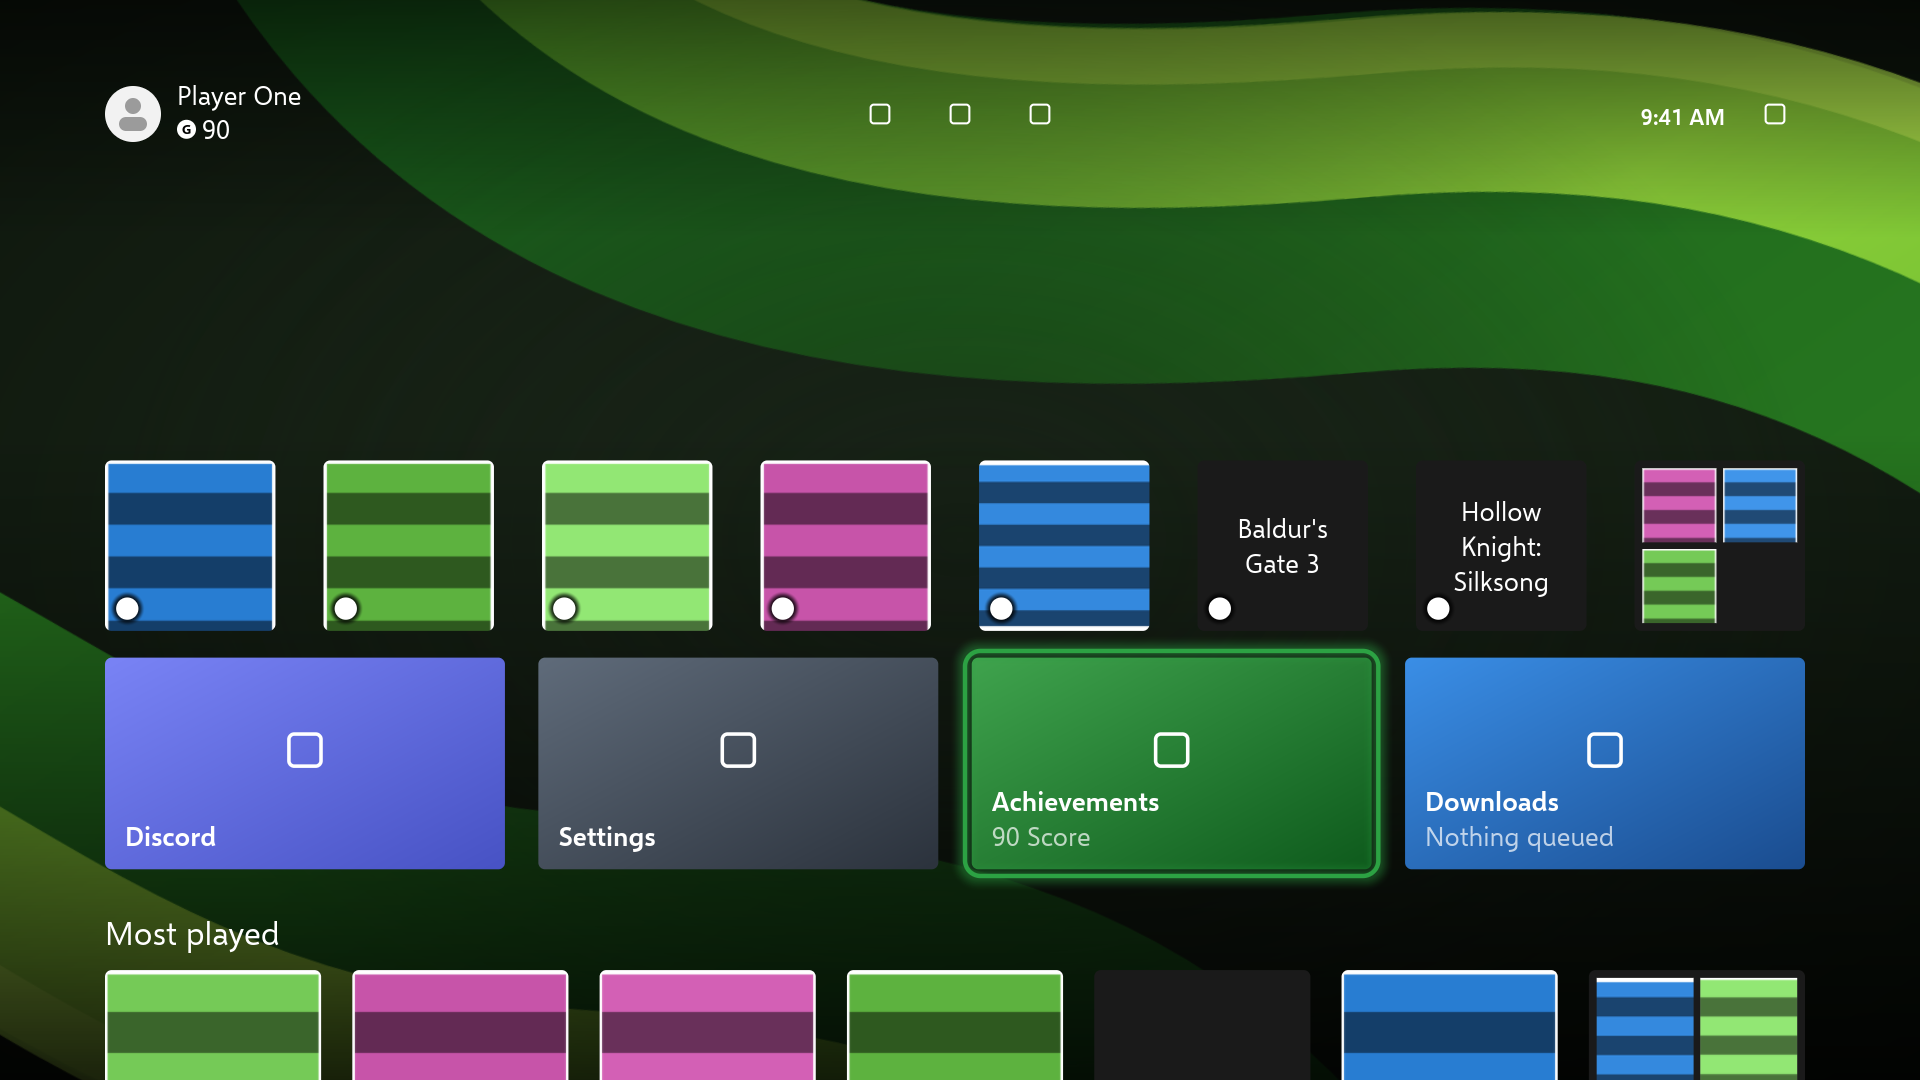 Player One
G 90
9:41 AM
Baldur's
Gate 3
Hollow
Knight:
Silksong
Discord
Settings
Achievements
90 Score
Downloads
Nothing queued
Most played